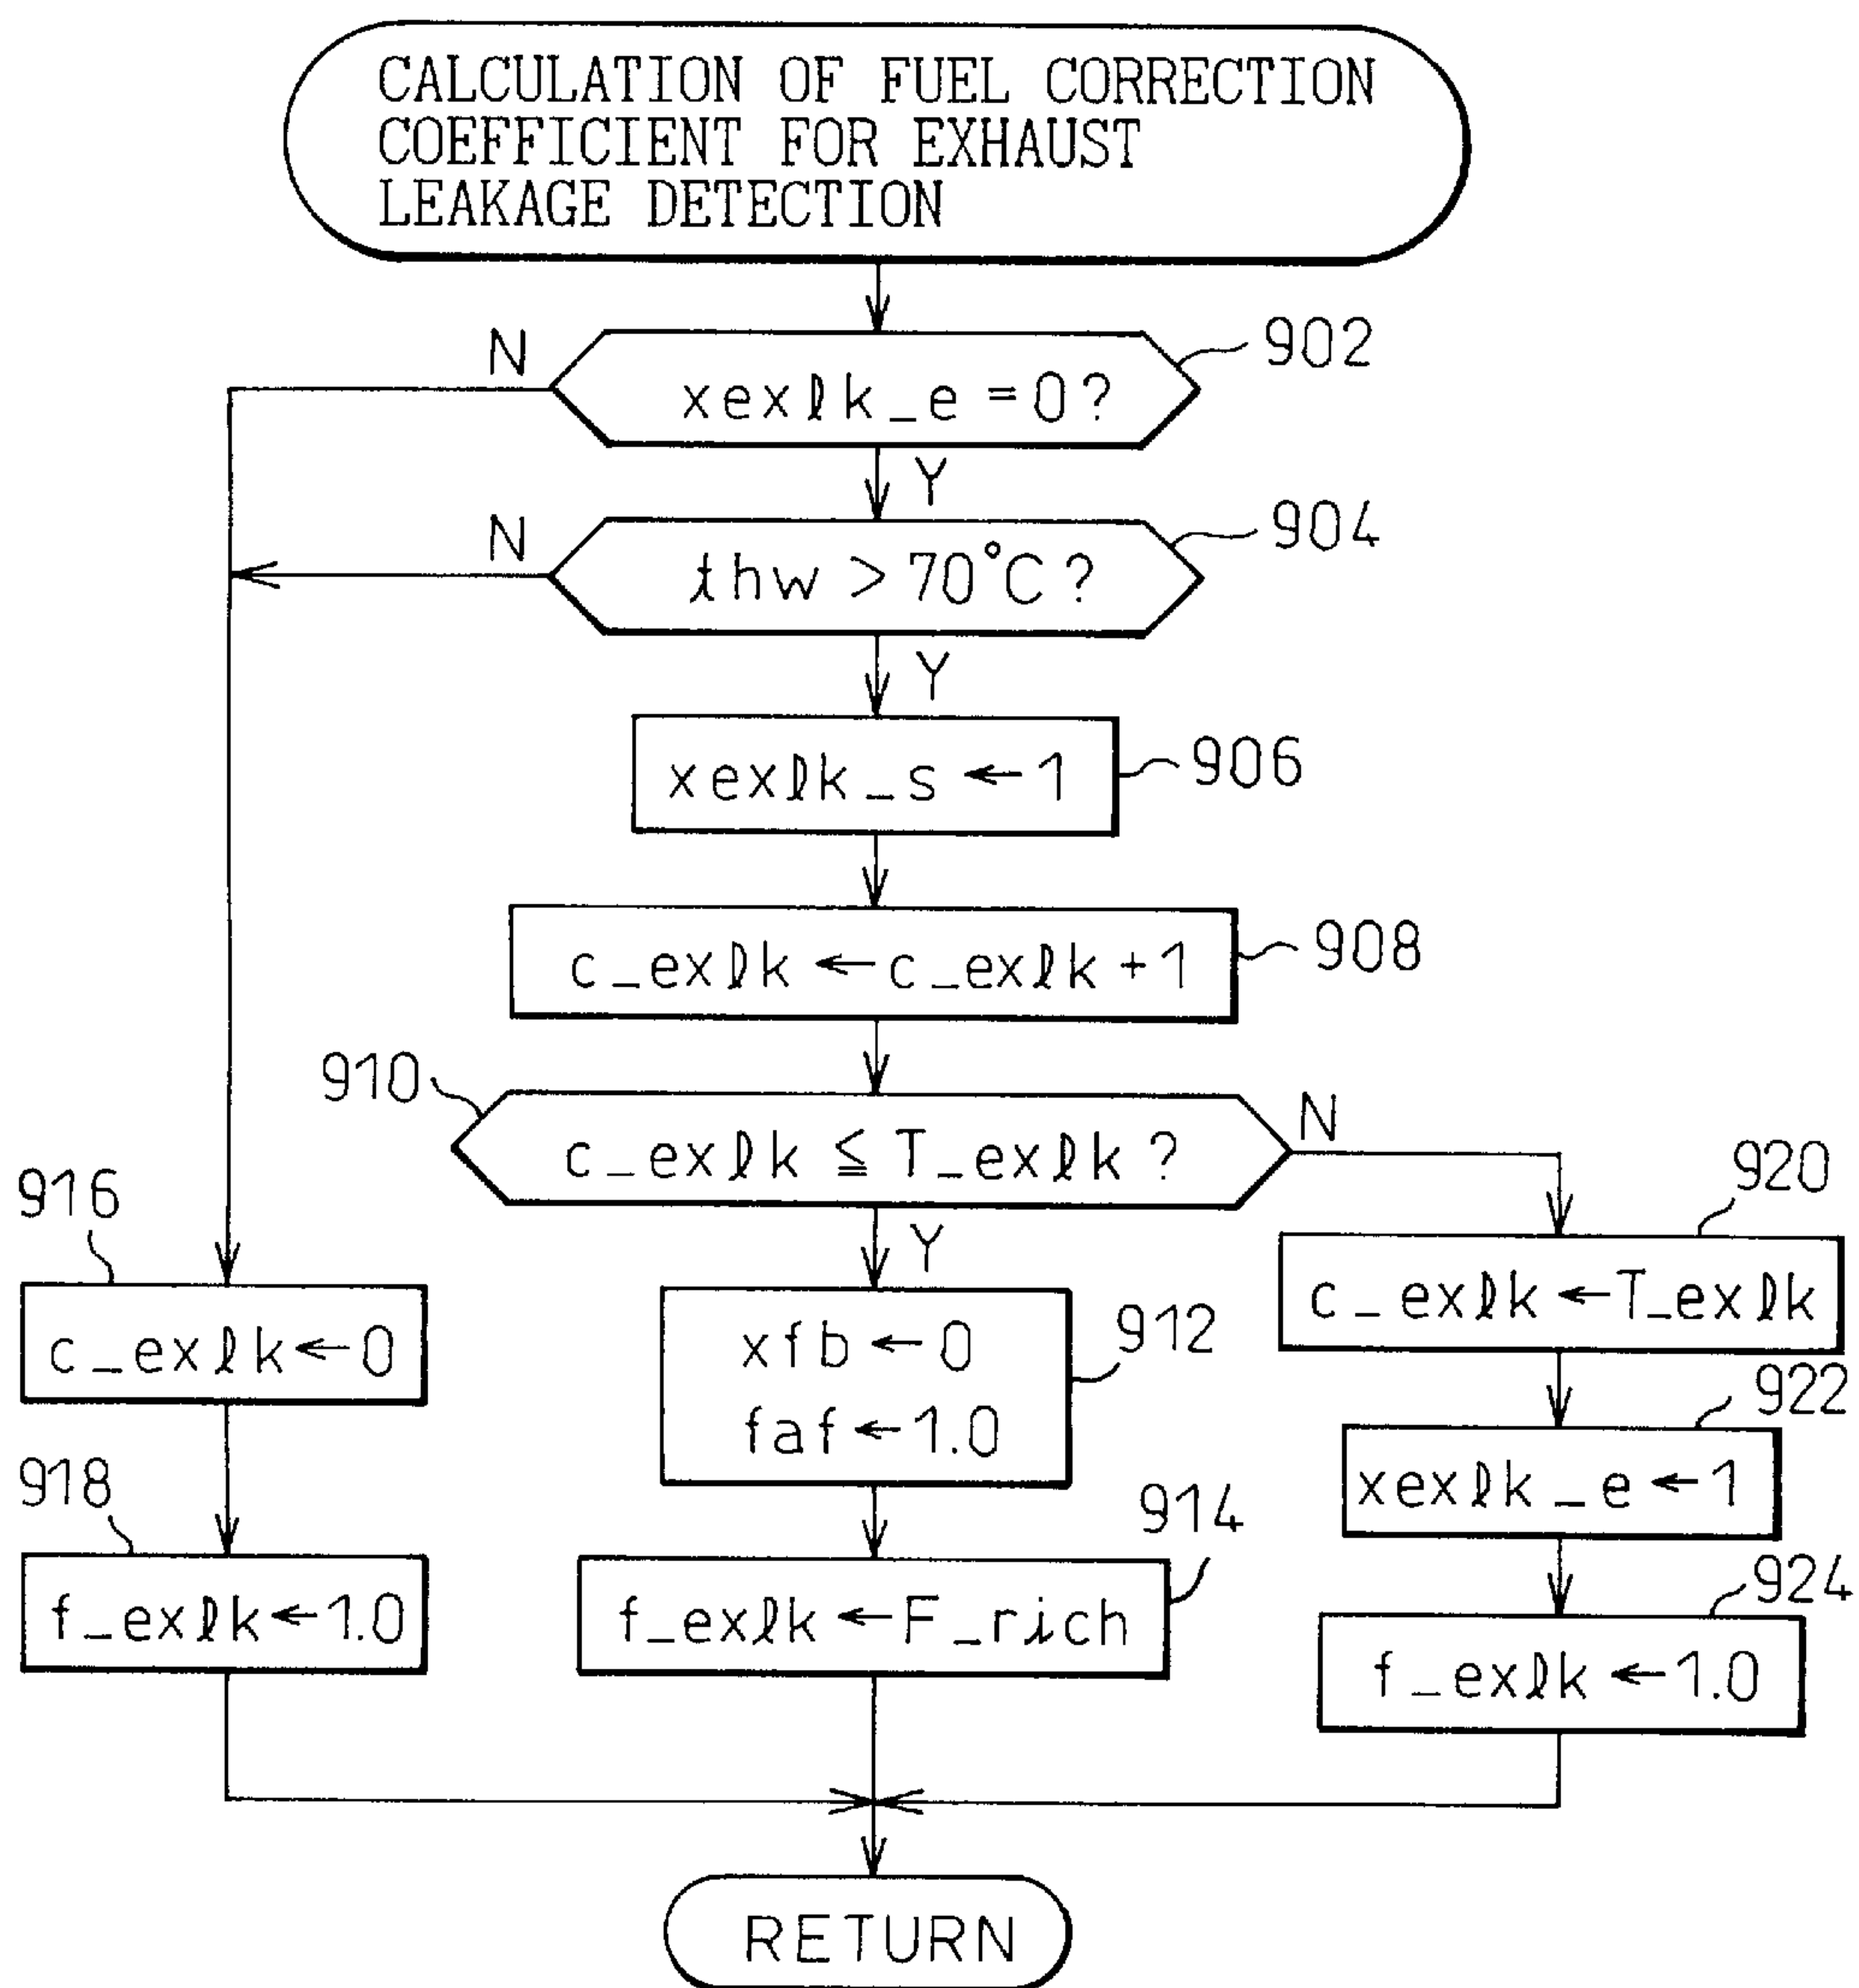 CALCULATION OF FUEL CORRECTION
COEFFICIENT FOR EXHAUST
LEAKAGE DETECTION
N
902
xexlk_e = 0?
Y
N
904
thw > 70°C?
Y
906
xexlk_s ← 1
908
c_exlk ← c_exlk + 1
910
N
c_exlk ≦ T_exlk ?
920
916
Y
c_exlk ← T_exlk
912
c_exlk ← 0
xfb ← 0
faf ← 1.0
922
xexlk_e ← 1
918
914
924
f_exlk ← 1.0
f_exlk ← F_rich
f_exlk ← 1.0
RETURN